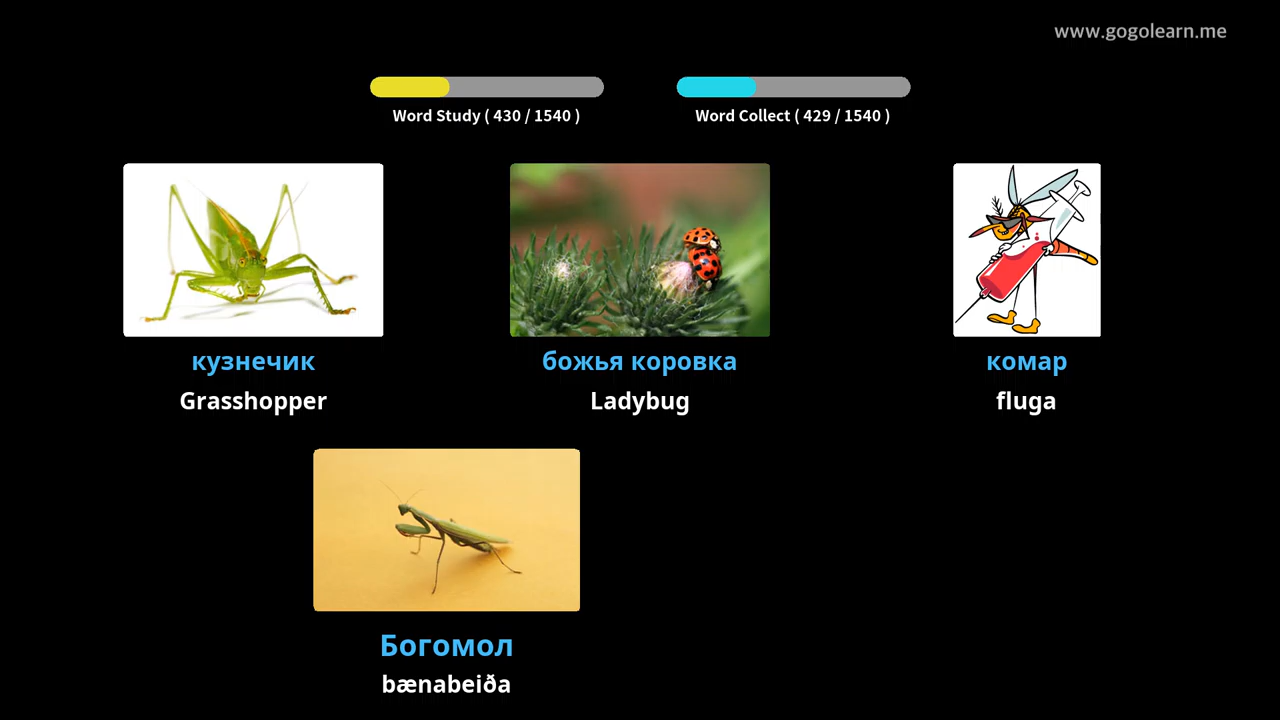 www.gogolearn.me
Word Study ( 430 / 1540 )
Word Collect ( 429 / 1540 )
кузнечик
Grasshopper
божья коровка
Ladybug
комар
fluga
Богомол
bænabeiða